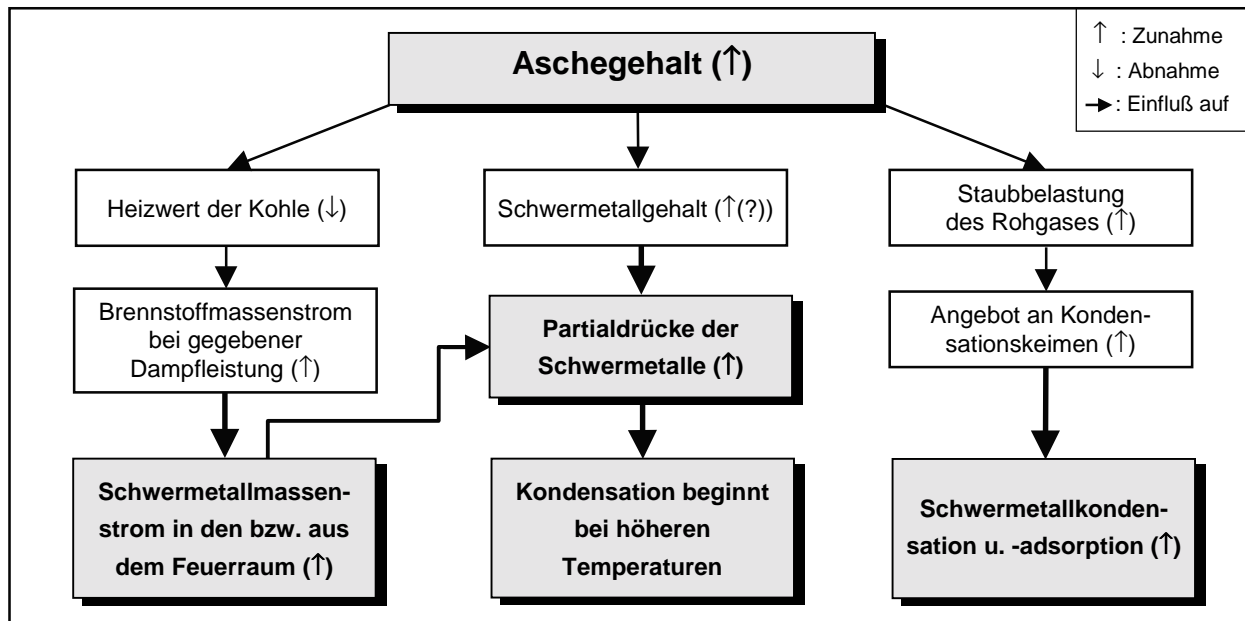 Aschegehalt (↑)
↑ : Zunahme
↓ : Abnahme
→ : Einfluß auf
Heizwert der Kohle (↓)
Schwermetallgehalt (↑(?))
Staubbelastung
des Rohgases (↑)
Brennstoffmassenstrom
bei gegebener
Dampfleistung (↑)
Partialdrücke der
Schwermetalle (↑)
Angebot an Konden-
sationskeimen (↑)
Schwermetallmassen-
strom in den bzw. aus
dem Feuerraum (↑)
Kondensation beginnt
bei höheren
Temperaturen
Schwermetallkonden-
sation u. -adsorption (↑)